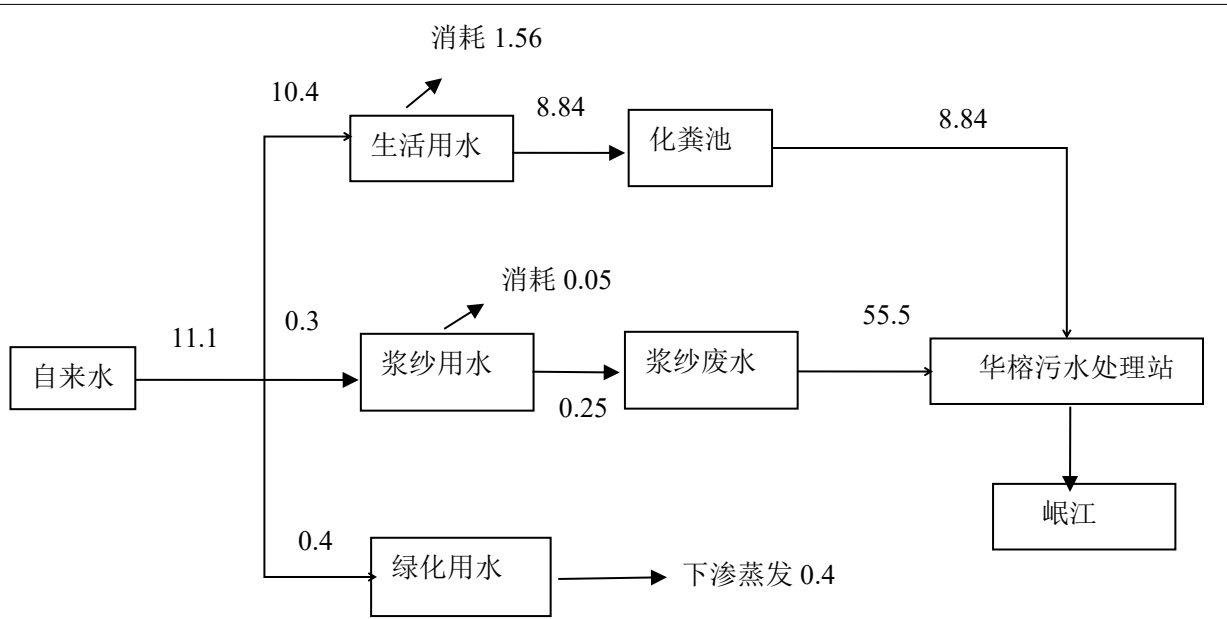 消耗 1.56
10.4
8.84
8.84
生活用水
化粪池
消耗 0.05
11.1
0.3
55.5
自来水
浆纱用水
浆纱废水
华榕污水处理站
0.25
岷江
0.4
绿化用水
下渗蒸发 0.4